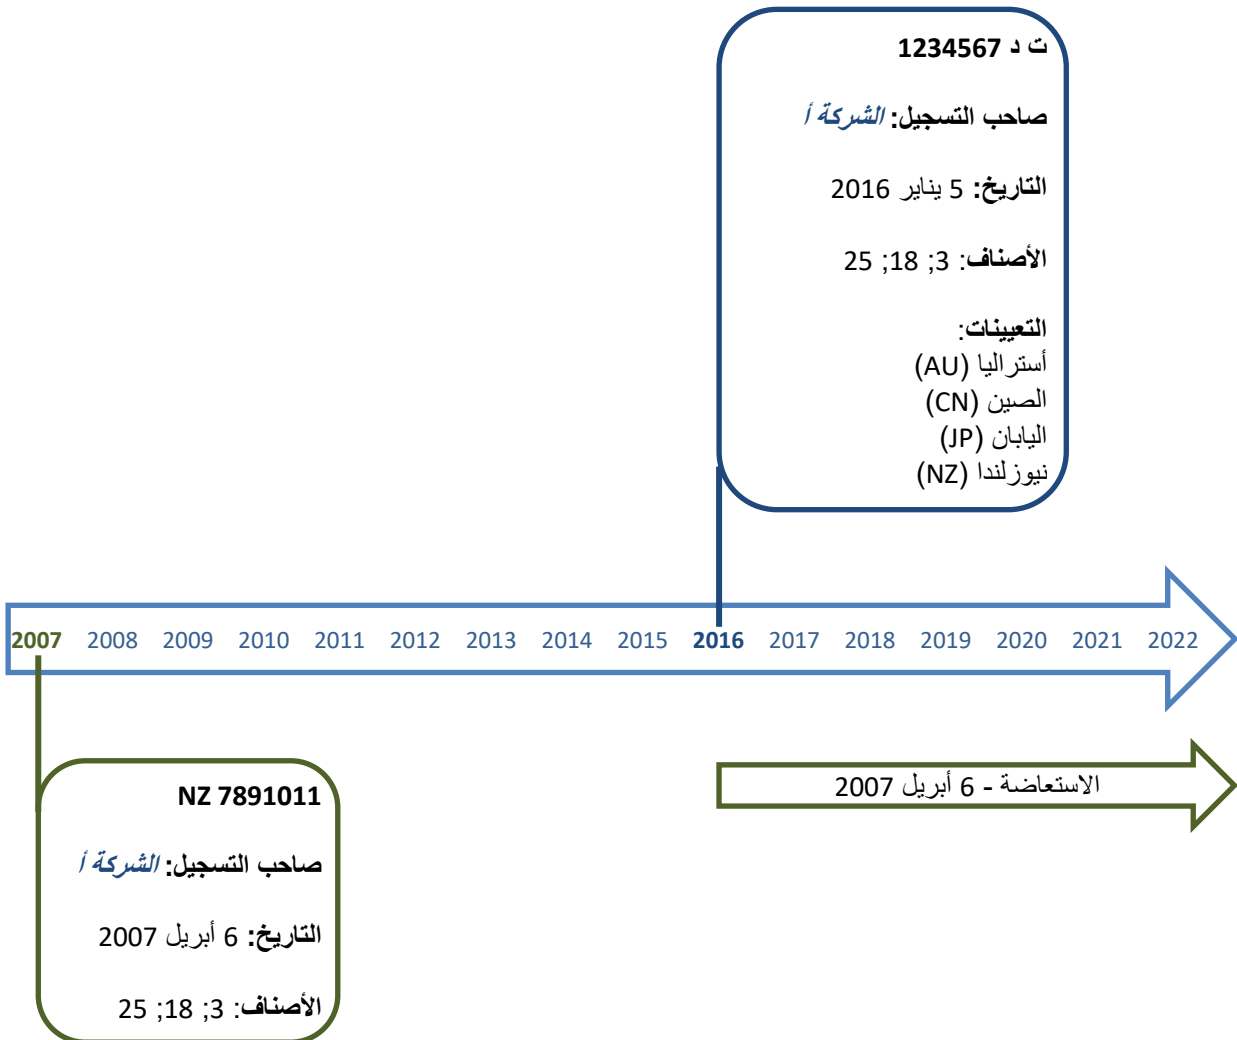 ت د 1234567
صاحب التسجيل: الشركة أ
التاريخ: 5 يناير 2016
الأصناف: 3; 18; 25
التعيينات:
أستراليا (AU)
الصين (CN)
اليابان (JP)
نيوزلندا (NZ)
2007 2008 2009 2010 2011 2012 2013 2014 2015 2016 2017 2018 2019 2020 2021 2022
الاستعاضة - 6 أبريل 2007
NZ 7891011
صاحب التسجيل: الشركة أ
التاريخ: 6 أبريل 2007
الأصناف: 3; 18; 25